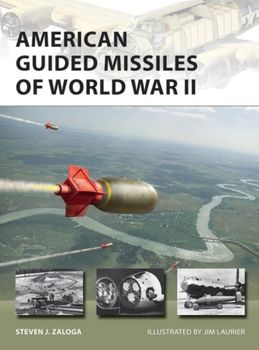 AMERICAN
GUIDED MISSILES
OF WORLD WAR II
STEVEN J. ZALOGA
ILLUSTRATED BY JIM LAURIER